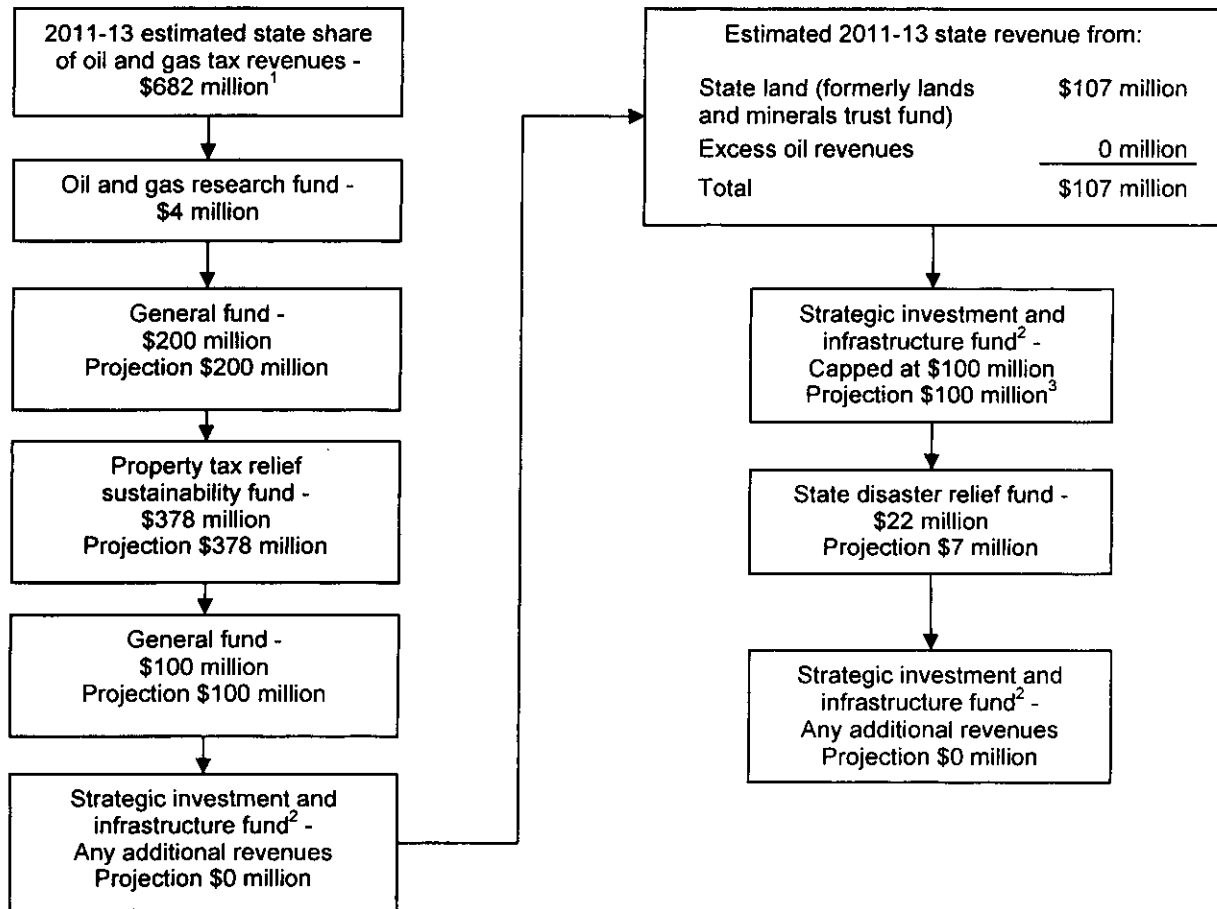 2011-13 estimated state share
of oil and gas tax revenues -
$682 million¹
Oil and gas research fund -
$4 million
General fund -
$200 million
Projection $200 million
Property tax relief
sustainability fund -
$378 million
Projection $378 million
General fund -
$100 million
Projection $100 million
Strategic investment and
infrastructure fund² -
Any additional revenues
Projection $0 million
Estimated 2011-13 state revenue from:
State land (formerly lands $107 million
and minerals trust fund)
Excess oil revenues 0 million
Total $107 million
Strategic investment and
infrastructure fund² -
Capped at $100 million
Projection $100 million³
State disaster relief fund -
$22 million
Projection $7 million
Strategic investment and
infrastructure fund² -
Any additional revenues
Projection $0 million